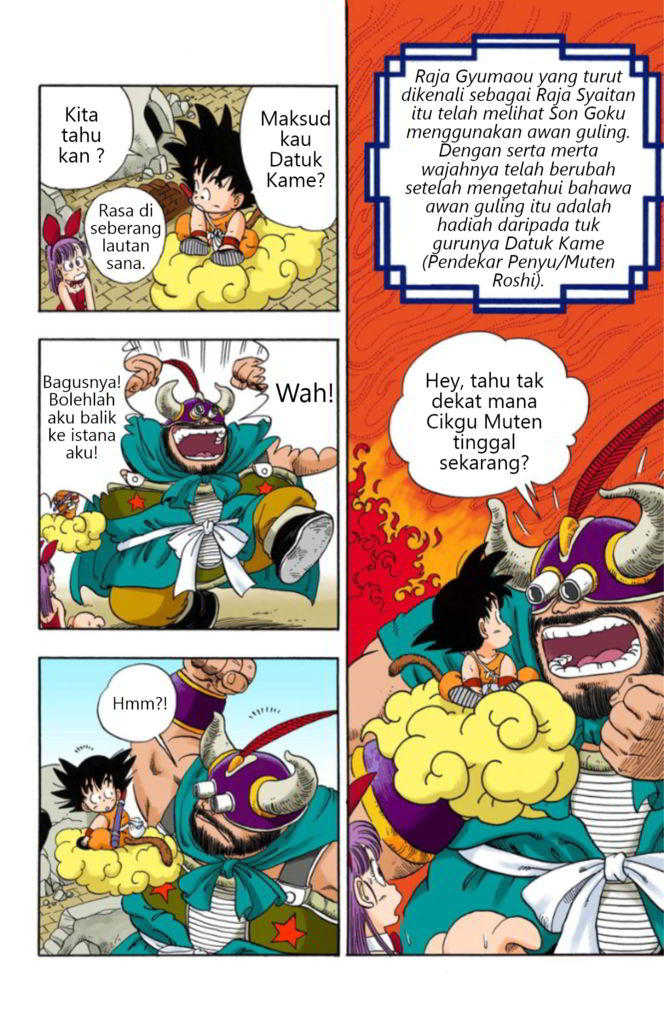 Raja Gyumaou yang turut
dikenali sebagai Raja Syaitan
itu telah melihat Son Goku
menggunakan awan guling.
Dengan serta merta
wajahnya telah berubah
setelah mengetahui bahawa
awan guling itu adalah
hadiah daripada tuk
gurunya Datuk Kame
(Pendekar Penyu/Muten
Roshi).
Hey, tahu tak
dekat mana
Cikgu Muten
tinggal
sekarang?
Maksud
kau
Datuk
Kame?
Kita
tahu
kan ?
Rasa di
seberang
lautan
sana.
Wah!
Bagusnya!
Bolehlah
aku balik
ke istana
aku!
Hmm?!